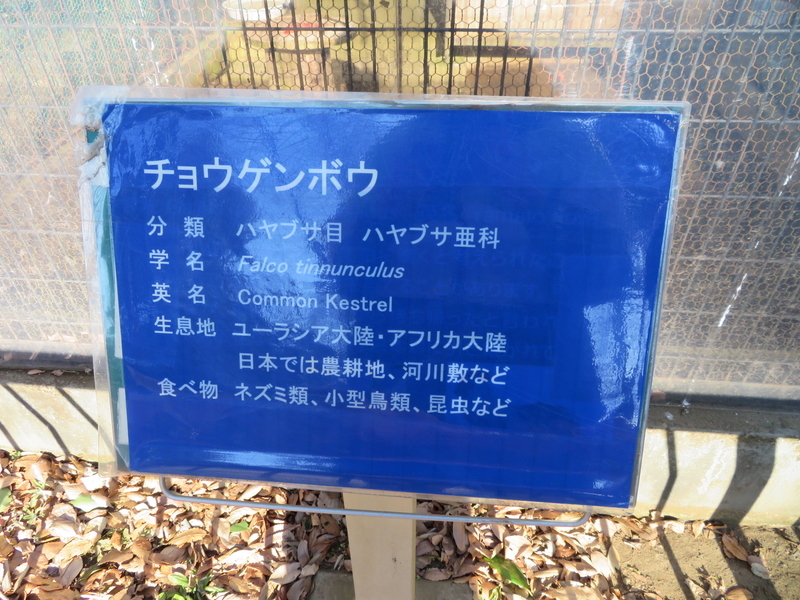 チョウゲンボウ
分 類 ハヤブサ目 ハヤブサ亜科
学 名 Falco tinnunculus
英 名 Common Kestrel
生息地 ユーラシア大陸・アフリカ大陸
日本では農耕地、河川敷など
食べ物 ネズミ類、小型鳥類、昆虫など